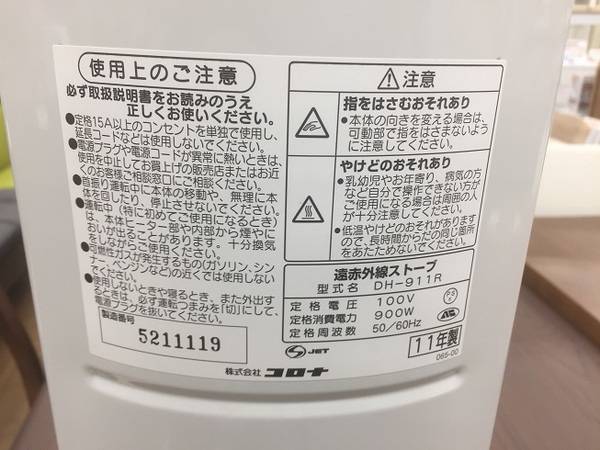 使用上のご注意
必ず取扱説明書をお読みのうえ
正しくお使いください。
●定格15A以上のコンセントを単独で使用し、
延長コードなどは使用しないでください。
●電源プラグや電源コードが異常に熱いときは、
使用を中止してお買上げの販売店またはお近
くのお客様ご相談窓口にご相談ください。
●首振り運転中に本体の移動や、無理に本
体を回したり、停止させないでください。
●運転中(特に初めてご使用になるとき)
は、本体ヒーター部や内部から煙やに
おいが出ることがあります。十分換気
をしながらご使用ください。
●可燃性ガスが発生するもの(ガソリン、シン
ナー、ベンジンなど)の近くでは使用しない
でください。
●使用しないときや寝るとき、また外出す
るときは、必ず運転つまみを「切」にして、
電源プラグを抜いてください。
製造番号
5211119
⚠注意
指をはさむおそれあり
●本体の向きを変える場合は、
可動部で指をはさまないよう
に注意してください。
やけどのおそれあり
●乳幼児やお年寄り、病気の方
など自分で操作できない方が
ご使用になる場合は周囲の人
が十分注意してください。
●低温やけどのおそれがあります
ので、長時間からだの同じ箇所
をあたためないでください。
遠赤外線ストーブ
型式名 DH-911R
定格電圧 100V
定格消費電力 900W
定格周波数 50/60Hz
JET
11年製
065-00
株式会社 コロナ